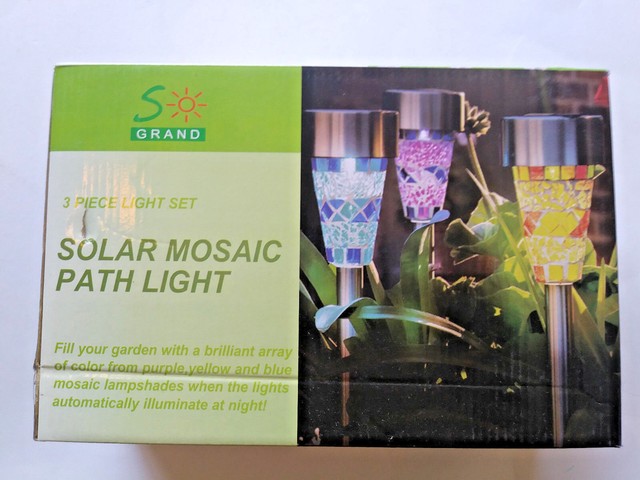 SO
GRAND
3 PIECE LIGHT SET
SOLAR MOSAIC
PATH LIGHT
Fill your garden with a brilliant array
of color from purple,yellow and blue
mosaic lampshades when the lights
automatically illuminate at night!